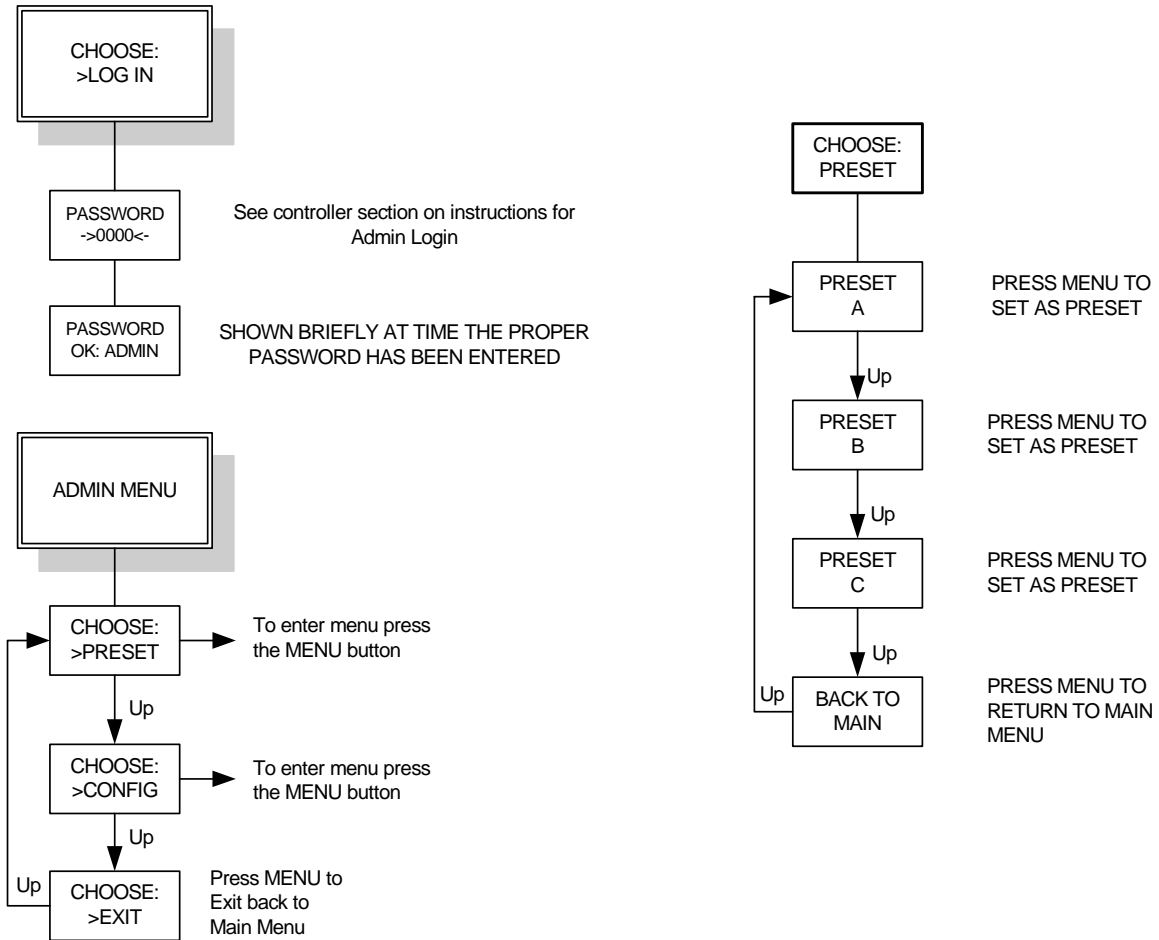 CHOOSE:
>LOG IN
PASSWORD
->0000<-
See controller section on instructions for
Admin Login
PASSWORD
OK: ADMIN
SHOWN BRIEFLY AT TIME THE PROPER
PASSWORD HAS BEEN ENTERED
ADMIN MENU
CHOOSE:
>PRESET
To enter menu press
the MENU button
Up
CHOOSE:
>CONFIG
To enter menu press
the MENU button
Up
Up
CHOOSE:
>EXIT
Press MENU to
Exit back to
Main Menu
CHOOSE:
PRESET
PRESET
A
PRESS MENU TO
SET AS PRESET
Up
PRESET
B
PRESS MENU TO
SET AS PRESET
Up
PRESET
C
PRESS MENU TO
SET AS PRESET
Up
Up
BACK TO
MAIN
PRESS MENU TO
RETURN TO MAIN
MENU